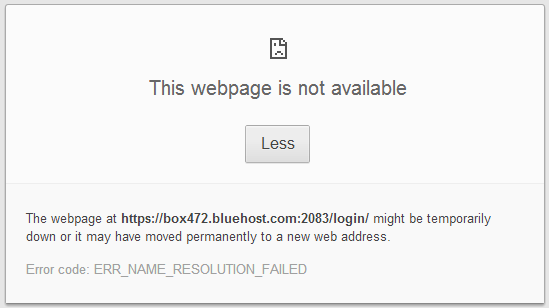 This webpage is not available
Less
The webpage at https://box472.bluehost.com:2083/login/ might be temporarily
down or it may have moved permanently to a new web address.
Error code: ERR_NAME_RESOLUTION_FAILED